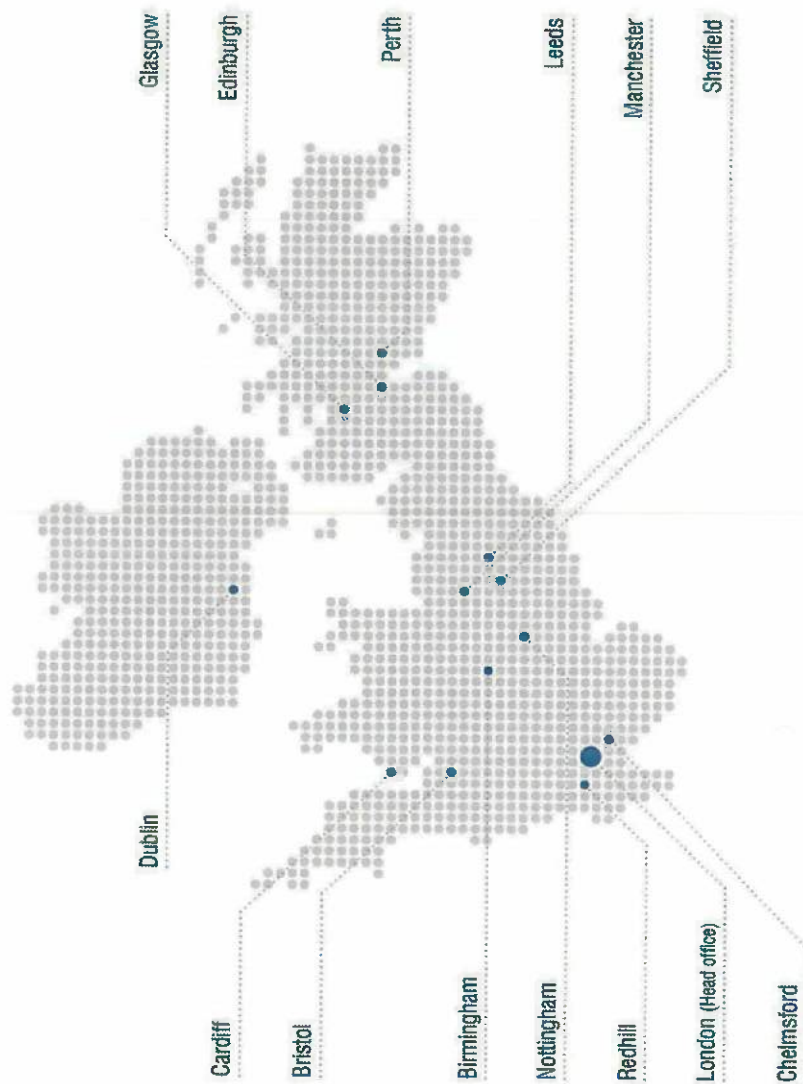 Glasgow
Edinburgh
Perth
Leeds
Manchester
Sheffield
Dublin
Cardiff
Bristol
Birmingham
Nottingham
Redhill
London (Head office)
Chelmsford